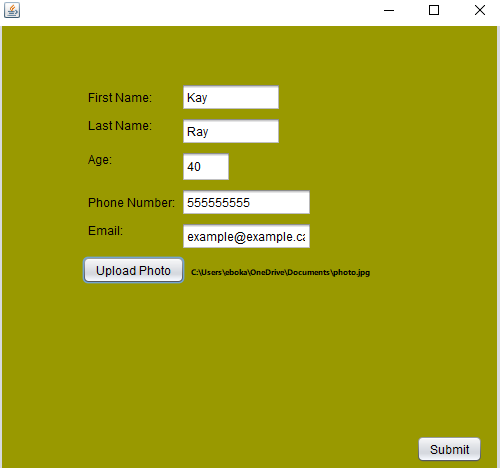 First Name: Kay
Last Name: Ray
Age: 40
Phone Number: 555555555
Email: example@example.ca
Upload Photo C:\Users\eboka\OneDrive\Documents\photo.jpg
Submit